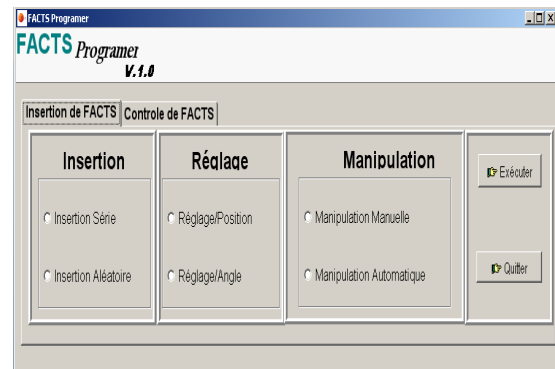 FACTS Programer
FACTS Programer
V.1.0
Insertion de FACTS Controle de FACTS
Insertion Réglage Manipulation
Exécuter
Insertion Série Réglage/Position Manipulation Manuelle
Insertion Aléatoire Réglage/Angle Manipulation Automatique
Quitter